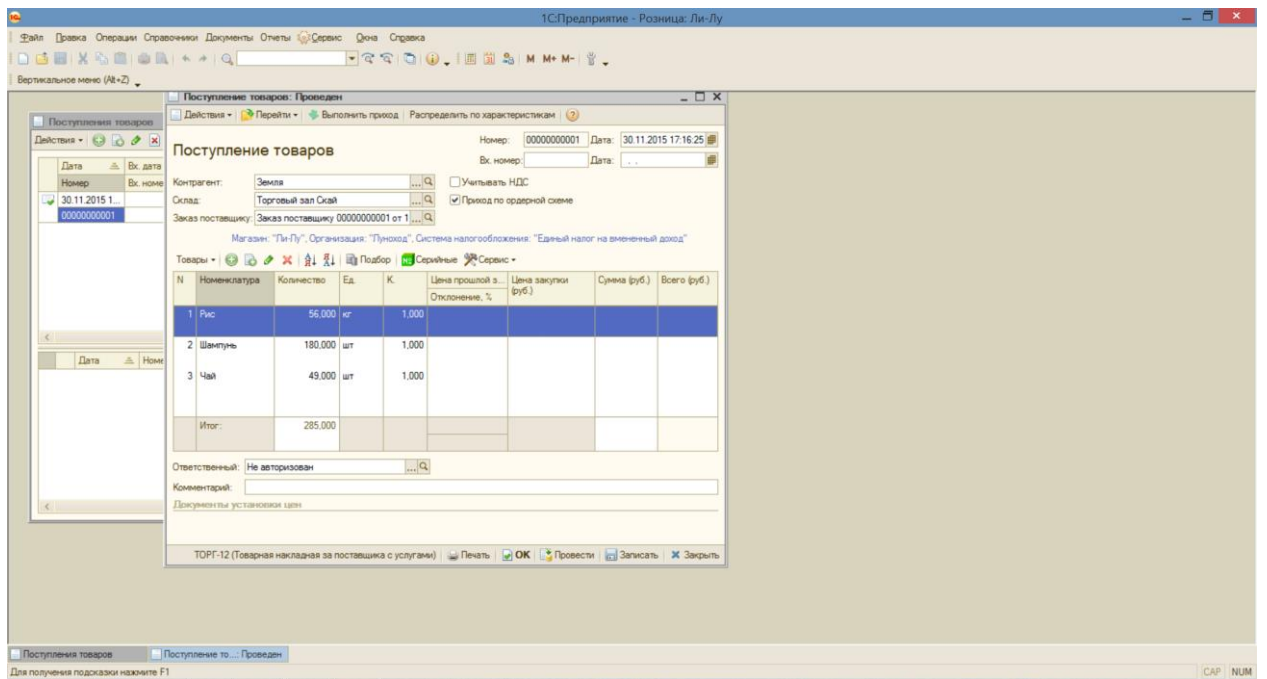 1С:Предприятие - Розница: Ли-Лу
Файл Правка Операции Справочники Документы Отчеты Сервис Окна Справка
M M+ M-
Вертикальное меню (Alt+Z)
Поступления товаров
Действия
Дата Вх. дата
Номер Вх. номе
30.11.2015 1...
00000000001
Дата Номе
Поступление товаров: Проведен
Действия Перейти Выполнить приход Распределить по характеристикам
Поступление товаров
Номер: 00000000001 Дата: 30.11.2015 17:16:25
Вх. номер: Дата: . .
Контрагент: Земля ... Учитывать НДС
Склад: Торговый зал Скай ... Приход по ордерной схеме
Заказ поставщику: Заказ поставщику 00000000001 от 1 ...
Магазин: "Ли-Лу", Организация: "Луноход", Система налогообложения: "Единый налог на вмененный доход"
Товары Подбор Серийные Сервис
N Номенклатура Количество Ед. К. Цена прошлой з... Цена закупки (руб.) Сумма (руб.) Всего (руб.)
Отклонение, %
1 Рис 56,000 кг 1,000
2 Шампунь 180,000 шт 1,000
3 Чай 49,000 шт 1,000
Итог: 285,000
Ответственный: Не авторизован ...
Комментарий:
Документы установки цен
ТОРГ-12 (Товарная накладная за поставщика с услугами) Печать OK Провести Записать Закрыть
Поступления товаров Поступление то...: Проведен
Для получения подсказки нажмите F1 CAP NUM